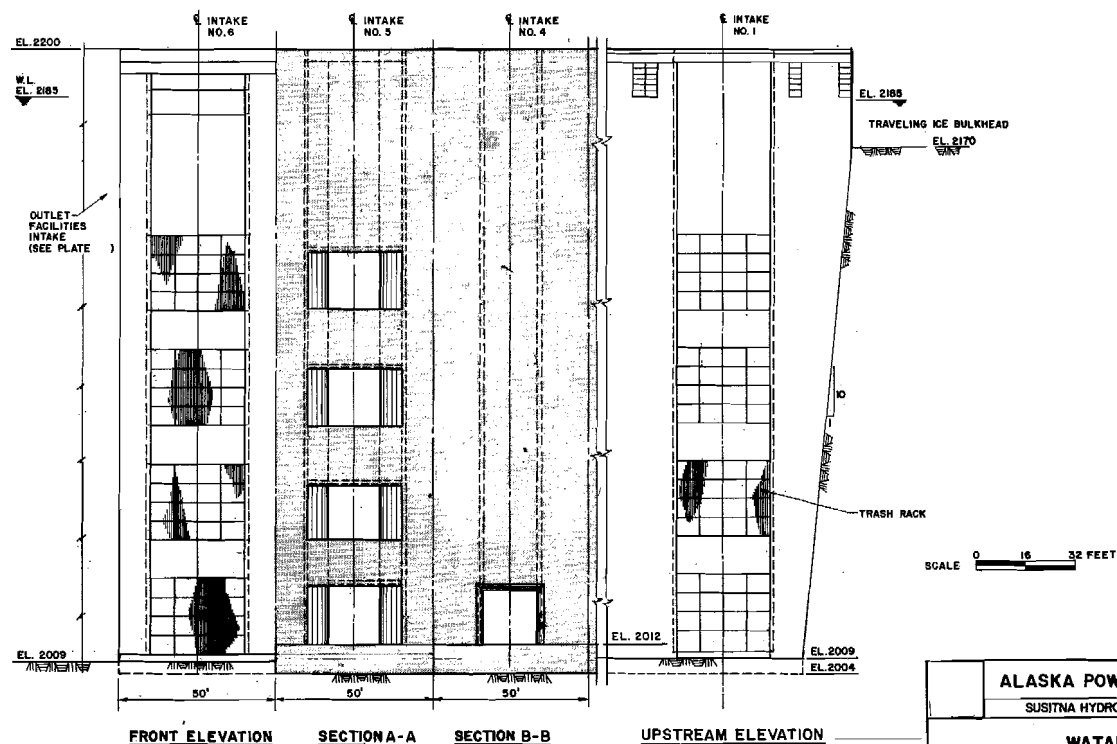 ℄ INTAKE
NO. 6
℄ INTAKE
NO. 5
℄ INTAKE
NO. 4
℄ INTAKE
NO. 1
EL. 2200
W.L.
EL. 2185
EL. 2185
TRAVELING ICE BULKHEAD
EL. 2170
OUTLET-
FACILITIES
INTAKE
(SEE PLATE )
10
TRASH RACK
SCALE 0 16 32 FEET
EL. 2012
EL. 2009
EL. 2009
EL. 2004
50'
50'
50'
FRONT ELEVATION
SECTION A-A
SECTION B-B
UPSTREAM ELEVATION
ALASKA POW
SUSITNA HYDRO
WATA